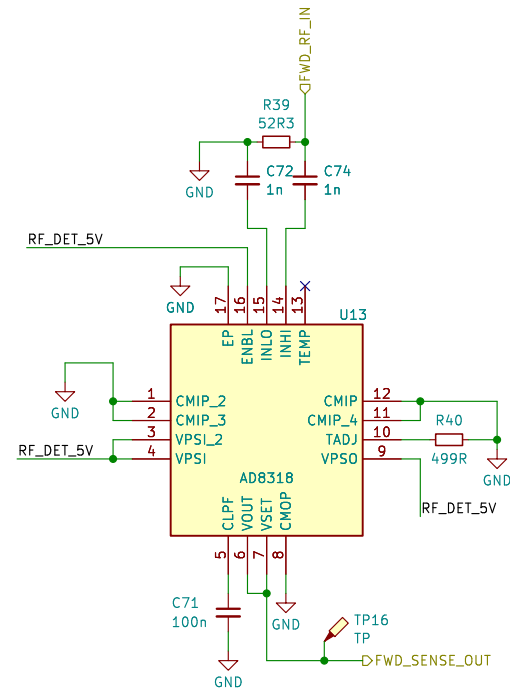 FWD_RF_IN
R39
52R3
C72
1n
C74
1n
GND
RF_DET_5V
GND
17
16
15
14
13
U13
EP
ENBL
INLO
INHI
TEMP
GND
1
CMIP_2
CMIP
12
2
CMIP_3
CMIP_4
11
3
VPSI_2
TADJ
10
R40
499R
RF_DET_5V
4
VPSI
VPSO
9
GND
AD8318
RF_DET_5V
CLPF
VOUT
VSET
CMOP
5
6
7
8
C71
100n
GND
TP16
TP
FWD_SENSE_OUT
GND